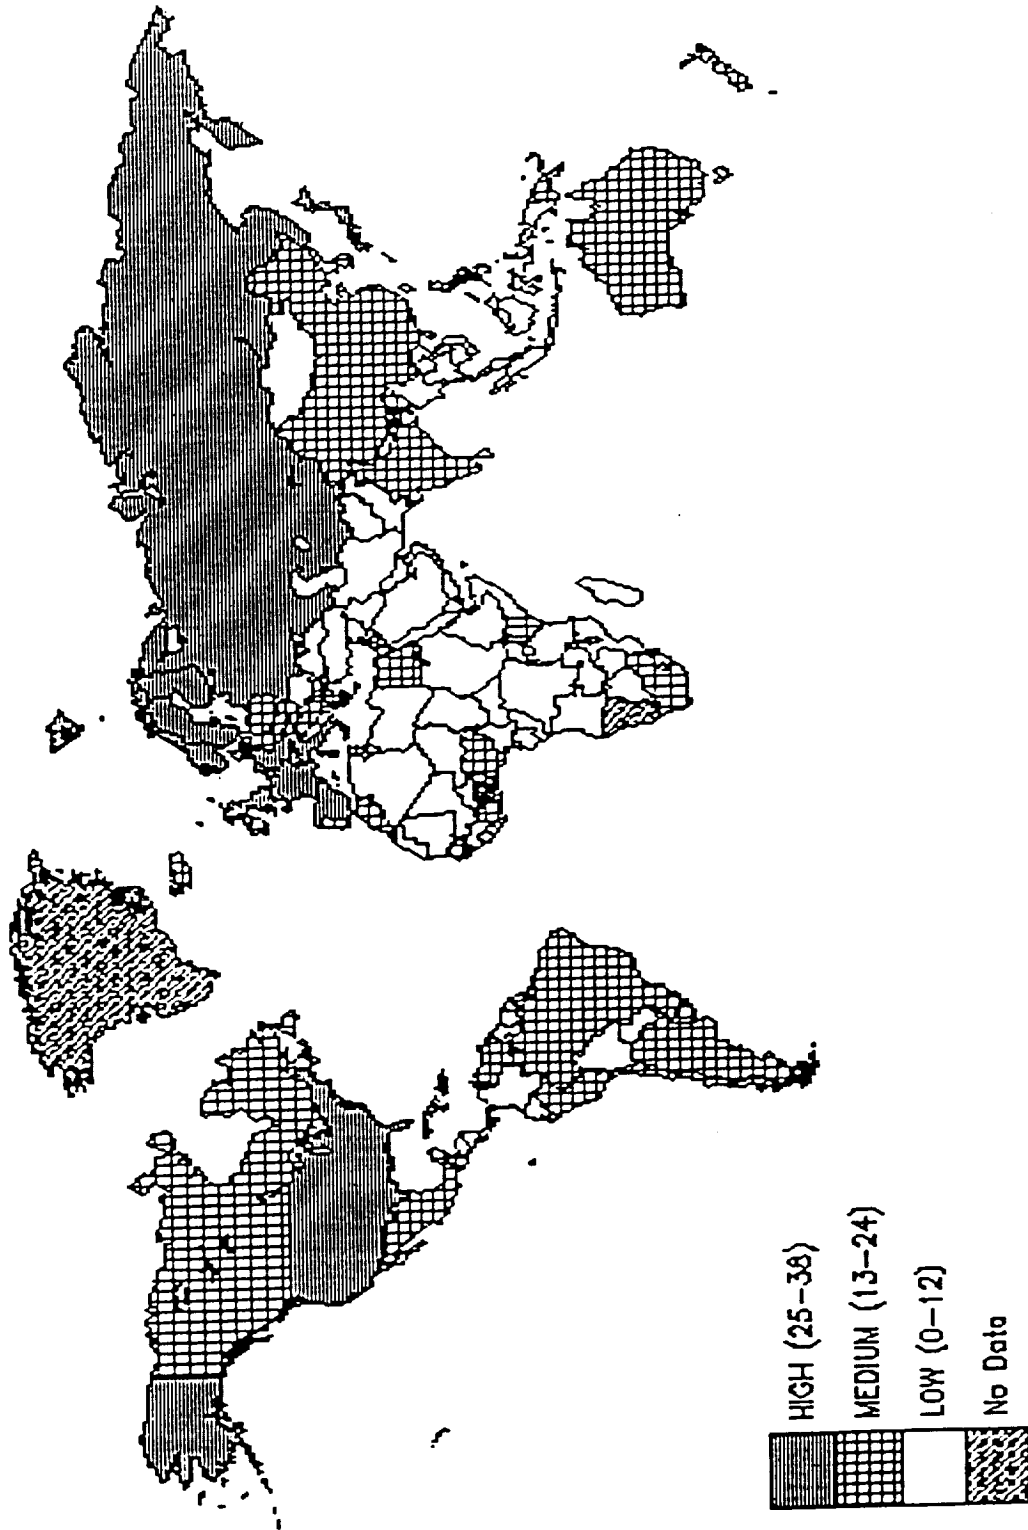 HIGH (25-38)
MEDIUM (13-24)
LOW (0-12)
No Data